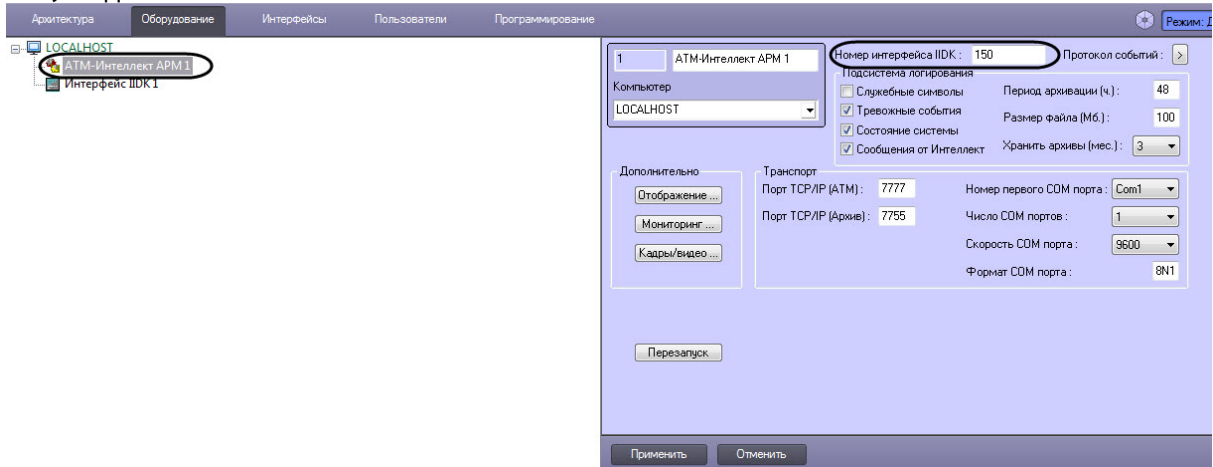 Архитектура Оборудование Интерфейсы Пользователи Программирование Режим: Д
LOCALHOST
АТМ-Интеллект АРМ 1
Интерфейс IIDK 1
1 АТМ-Интеллект АРМ 1
Компьютер
LOCALHOST
Номер интерфейса IIDK : 150 Протокол событий : >
Подсистема логирования
Служебные символы Период архивации (ч.) : 48
Тревожные события Размер файла (Мб.) : 100
Состояние системы
Сообщения от Интеллект Хранить архивы (мес.) : 3
Дополнительно
Отображение ...
Мониторинг ...
Кадры/видео ...
Транспорт
Порт TCP/IP (ATM) : 7777 Номер первого COM порта : Com1
Порт TCP/IP (Архив) : 7755 Число COM портов : 1
Скорость COM порта : 9600
Формат COM порта : 8N1
Перезапуск
Применить Отменить